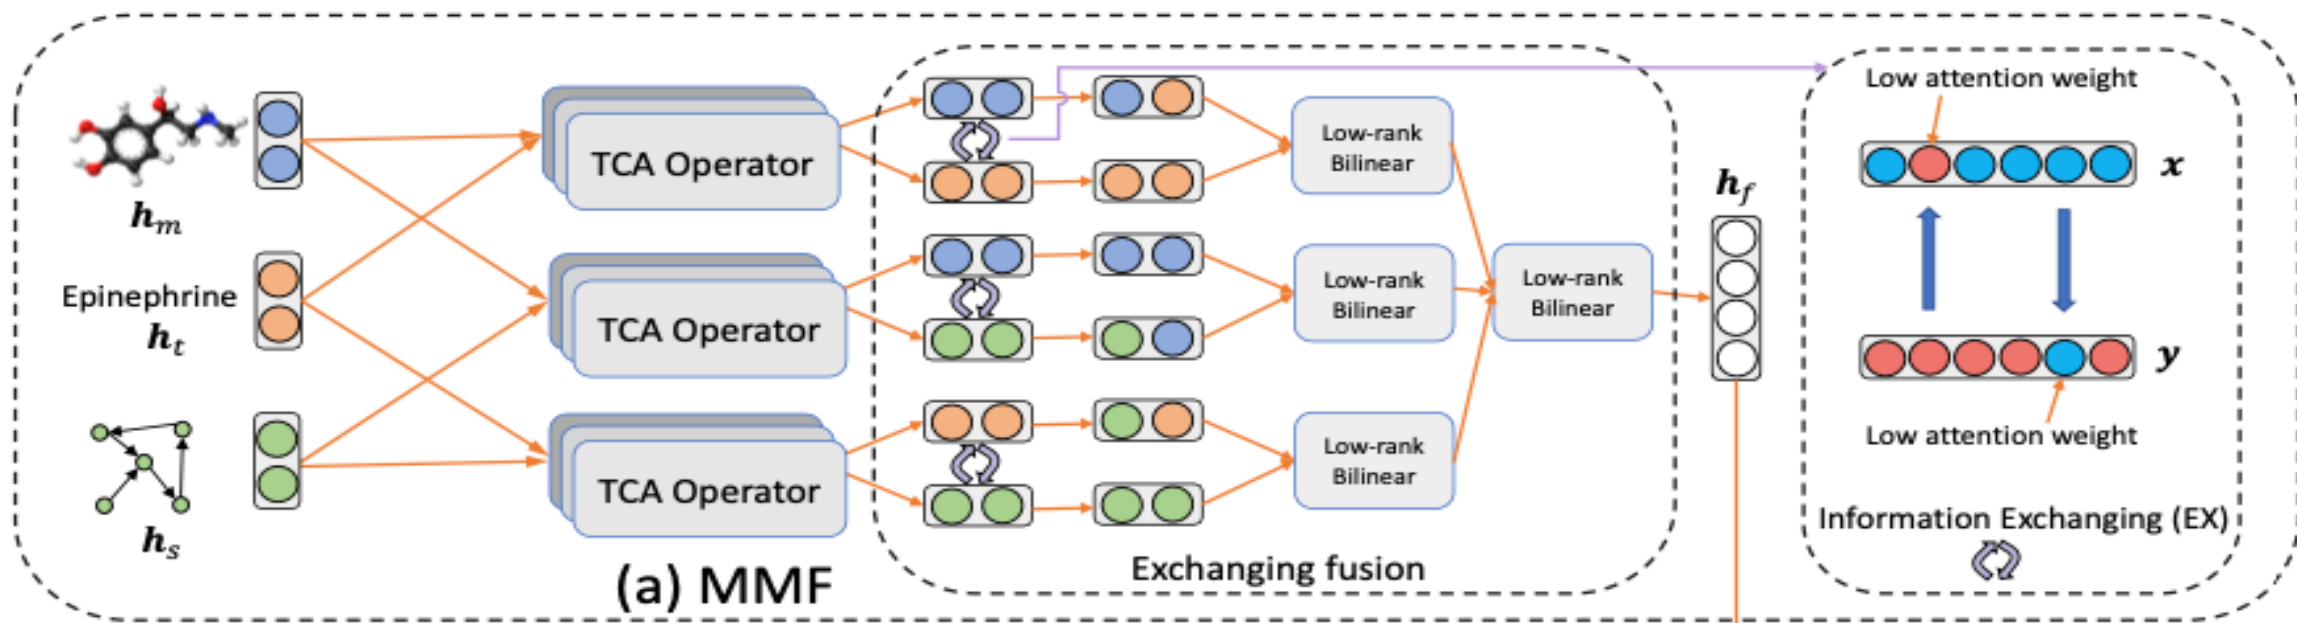 h_m
Epinephrine
h_t
h_s
TCA Operator
TCA Operator
TCA Operator
(a) MMF
Low-rank
Bilinear
Low-rank
Bilinear
Low-rank
Bilinear
Low-rank
Bilinear
Exchanging fusion
h_f
Low attention weight
x
y
Low attention weight
Information Exchanging (EX)